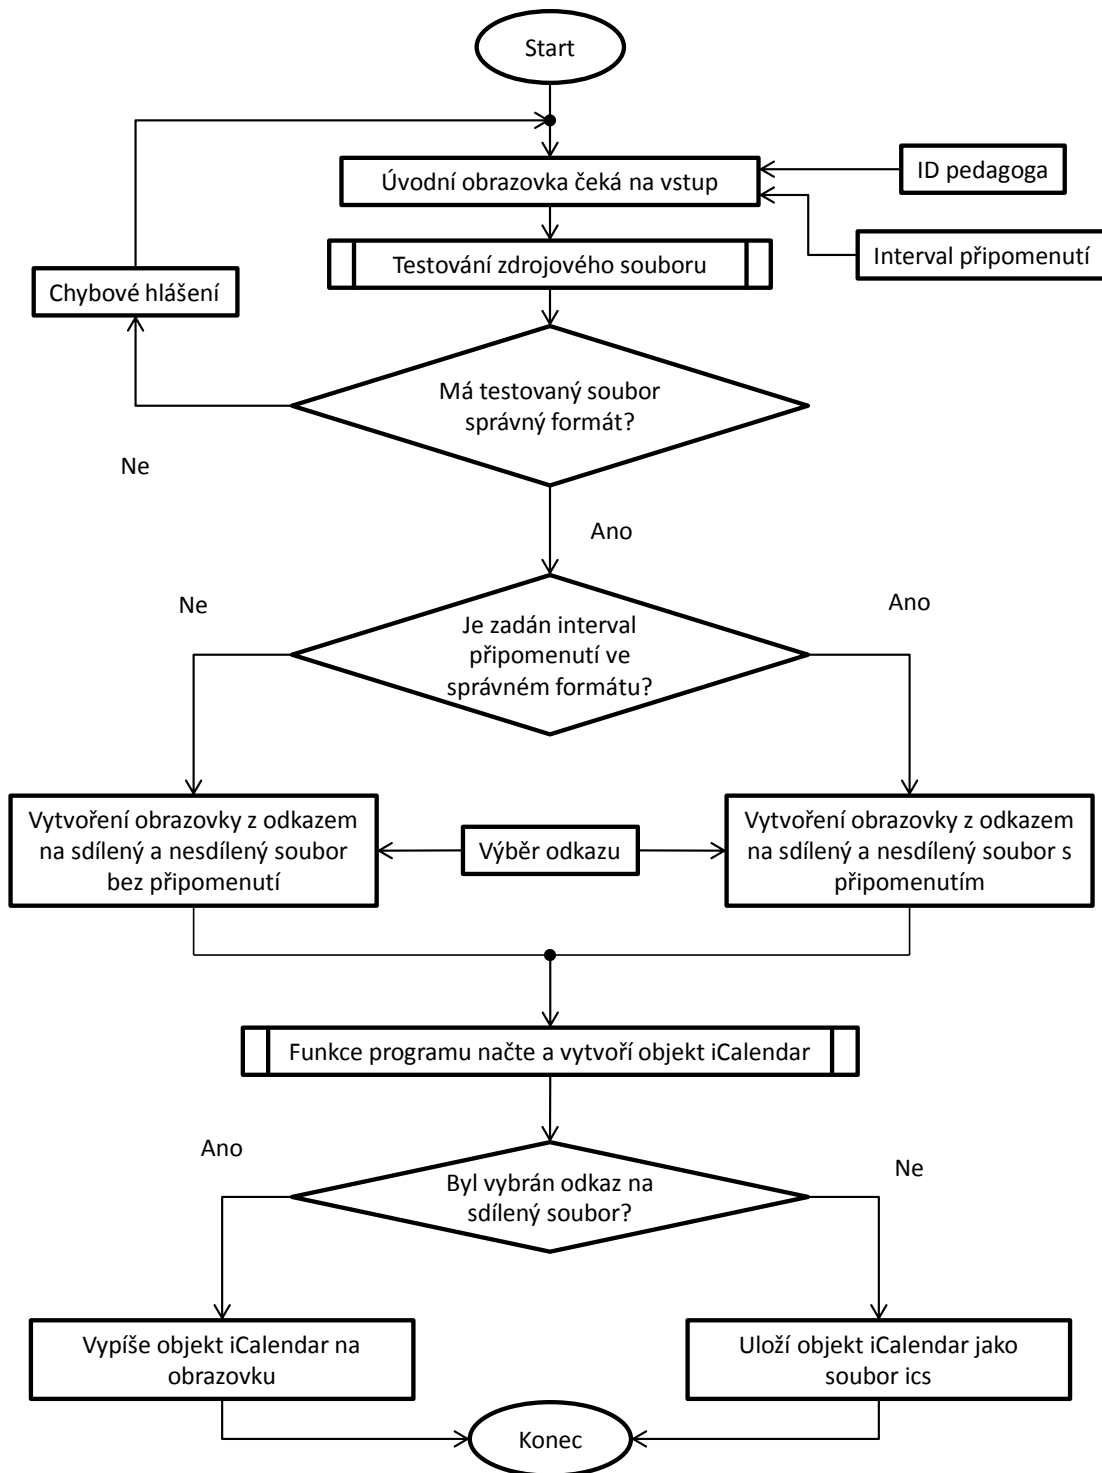 Start
Úvodní obrazovka čeká na vstup
ID pedagoga
Testování zdrojového souboru
Interval připomenutí
Chybové hlášení
Má testovaný soubor
správný formát?
Ne
Ano
Ne
Ano
Je zadán interval
připomenutí ve
správném formátu?
Vytvoření obrazovky z odkazem
na sdílený a nesdílený soubor
bez připomenutí
Výběr odkazu
Vytvoření obrazovky z odkazem
na sdílený a nesdílený soubor s
připomenutím
Funkce programu načte a vytvoří objekt iCalendar
Ano
Ne
Byl vybrán odkaz na
sdílený soubor?
Vypíše objekt iCalendar na
obrazovku
Uloží objekt iCalendar jako
soubor ics
Konec